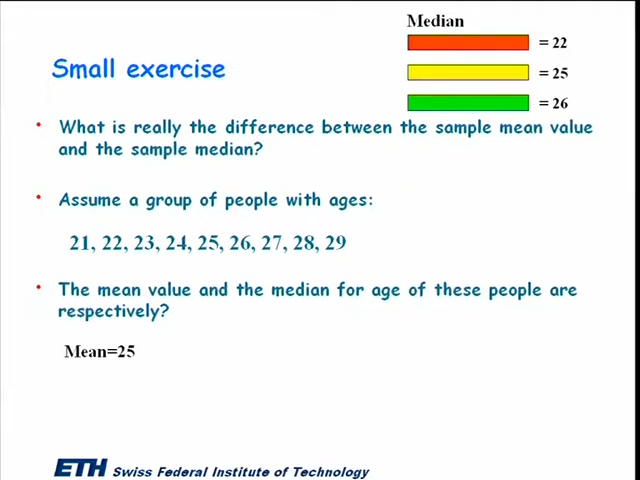 Median
= 22
Small exercise
= 25
= 26
• What is really the difference between the sample mean value
and the sample median?
• Assume a group of people with ages:
21, 22, 23, 24, 25, 26, 27, 28, 29
• The mean value and the median for age of these people are
respectively?
Mean=25
ETH Swiss Federal Institute of Technology